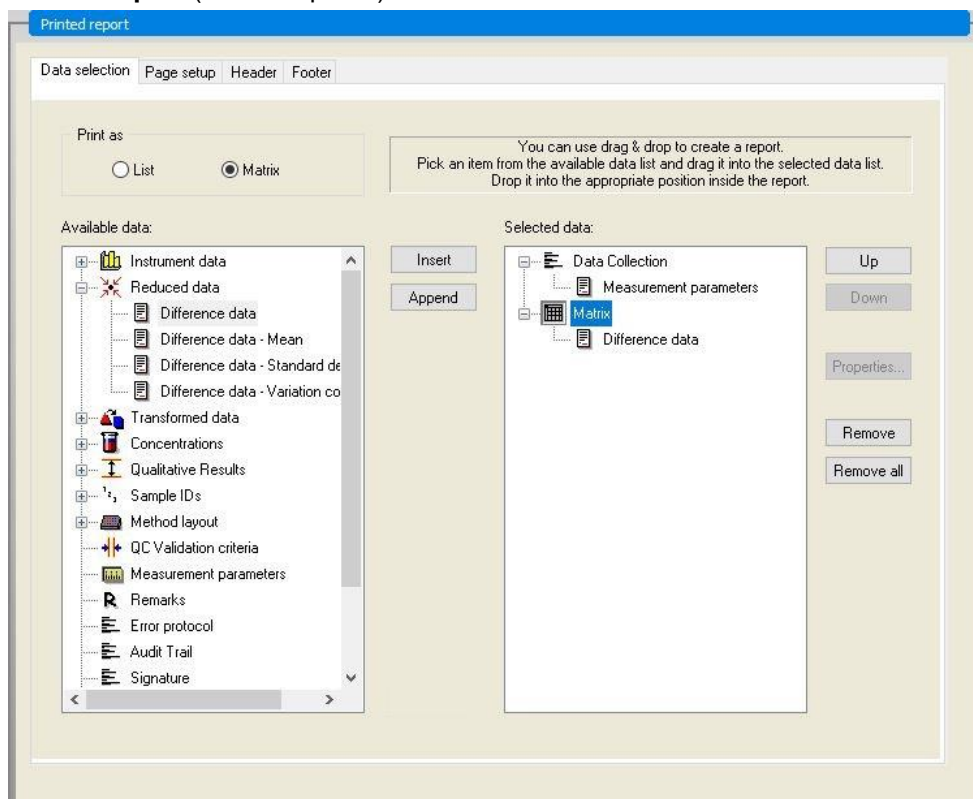 Printed report
Data selection Page setup Header Footer
Print as
List Matrix
You can use drag & drop to create a report.
Pick an item from the available data list and drag it into the selected data list.
Drop it into the appropriate position inside the report.
Available data:
Instrument data
Reduced data
Difference data
Difference data - Mean
Difference data - Standard de
Difference data - Variation co
Transformed data
Concentrations
Qualitative Results
Sample IDs
Method layout
QC Validation criteria
Measurement parameters
Remarks
Error protocol
Audit Trail
Signature
Insert
Append
Selected data:
Data Collection
Measurement parameters
Matrix
Difference data
Up
Down
Properties...
Remove
Remove all